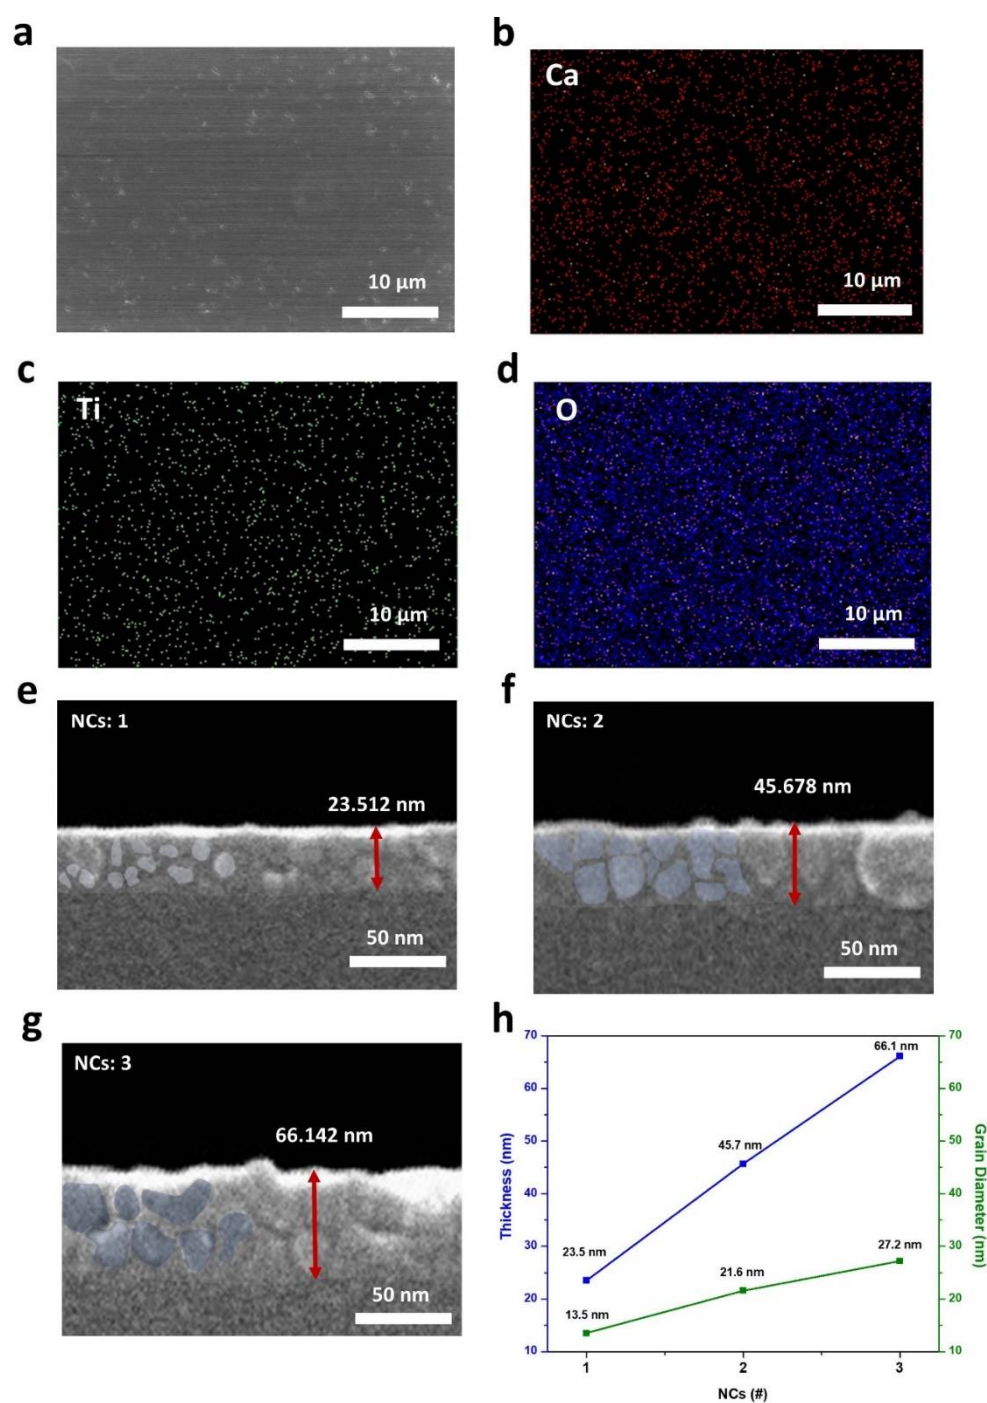 a
b
Ca
10 μm
10 μm
c
d
Ti
O
10 μm
10 μm
e
f
NCs: 1
NCs: 2
23.512 nm
45.678 nm
50 nm
50 nm
g
h
NCs: 3
66.142 nm
50 nm
70
60
50
40
30
20
10
Thickness (nm)
23.5 nm
45.7 nm
66.1 nm
13.5 nm
21.6 nm
27.2 nm
70
60
50
40
30
20
10
Grain Diameter (nm)
1
2
3
NCs (#)